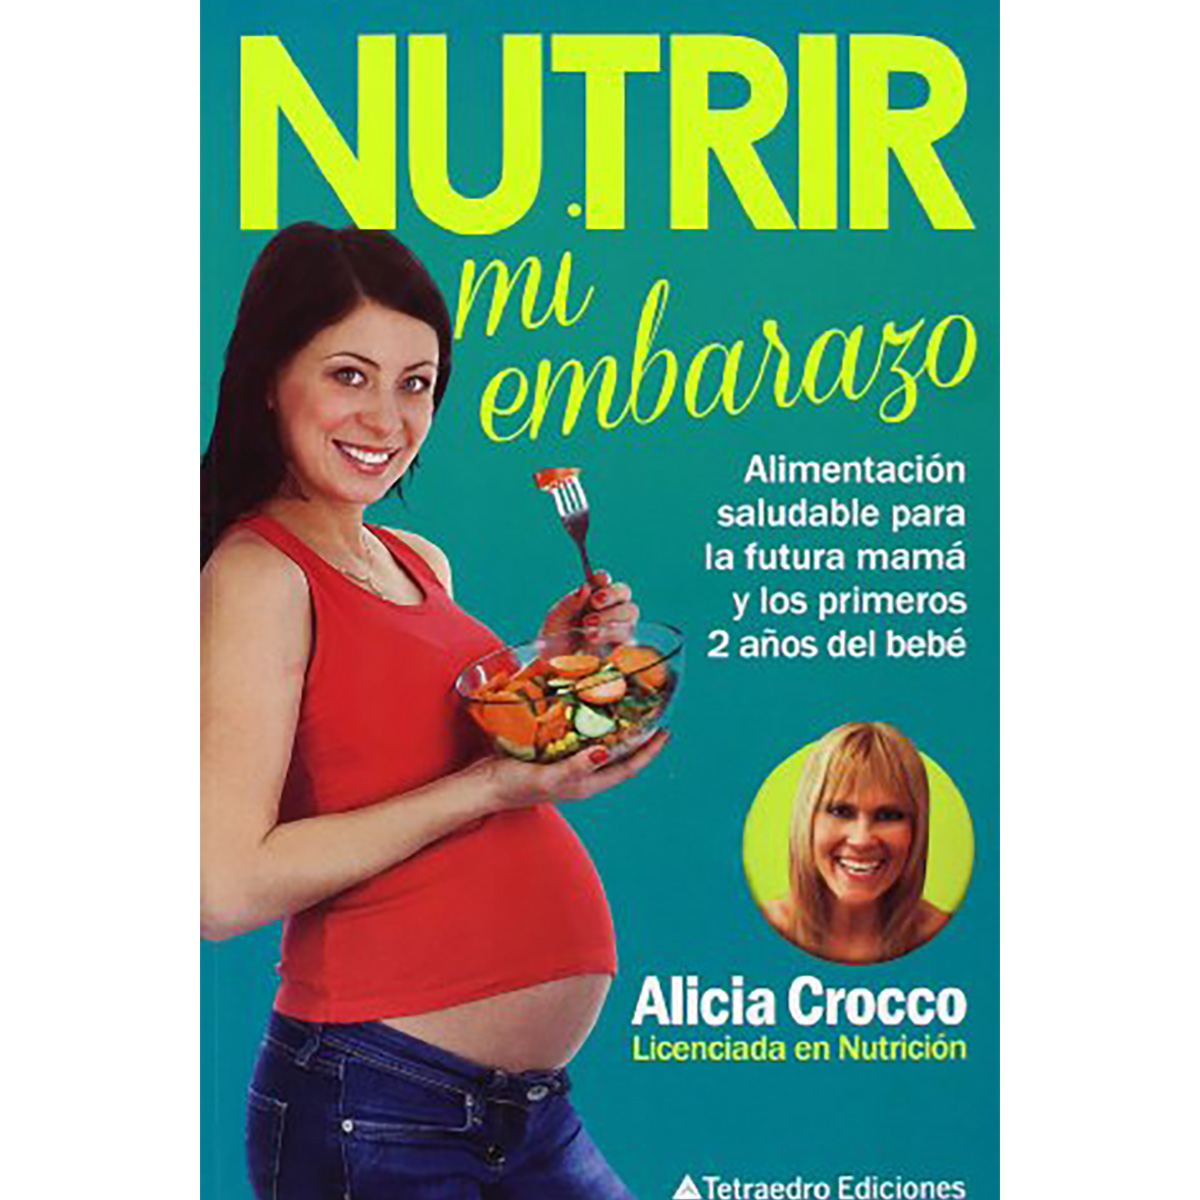 NUTRIR
mi
embarazo
Alimentación
saludable para
la futura mamá
y los primeros
2 años del bebé
Alicia Crocco
Licenciada en Nutrición
Tetraedro Ediciones